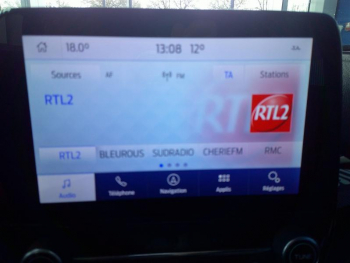 18.0° 13:08 12°
Sources AF FM TA Stations
RTL2
RTL2
RTL2 BLEUROUS SUDRADIO CHERIEFM RMC
Audio Téléphone Navigation Applis Réglages